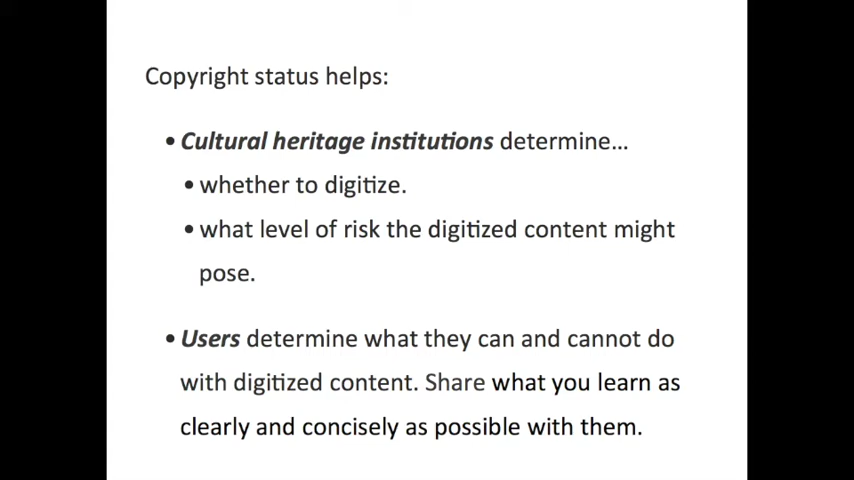 Copyright status helps:
• Cultural heritage institutions determine…
• whether to digitize.
• what level of risk the digitized content might
pose.
• Users determine what they can and cannot do
with digitized content. Share what you learn as
clearly and concisely as possible with them.